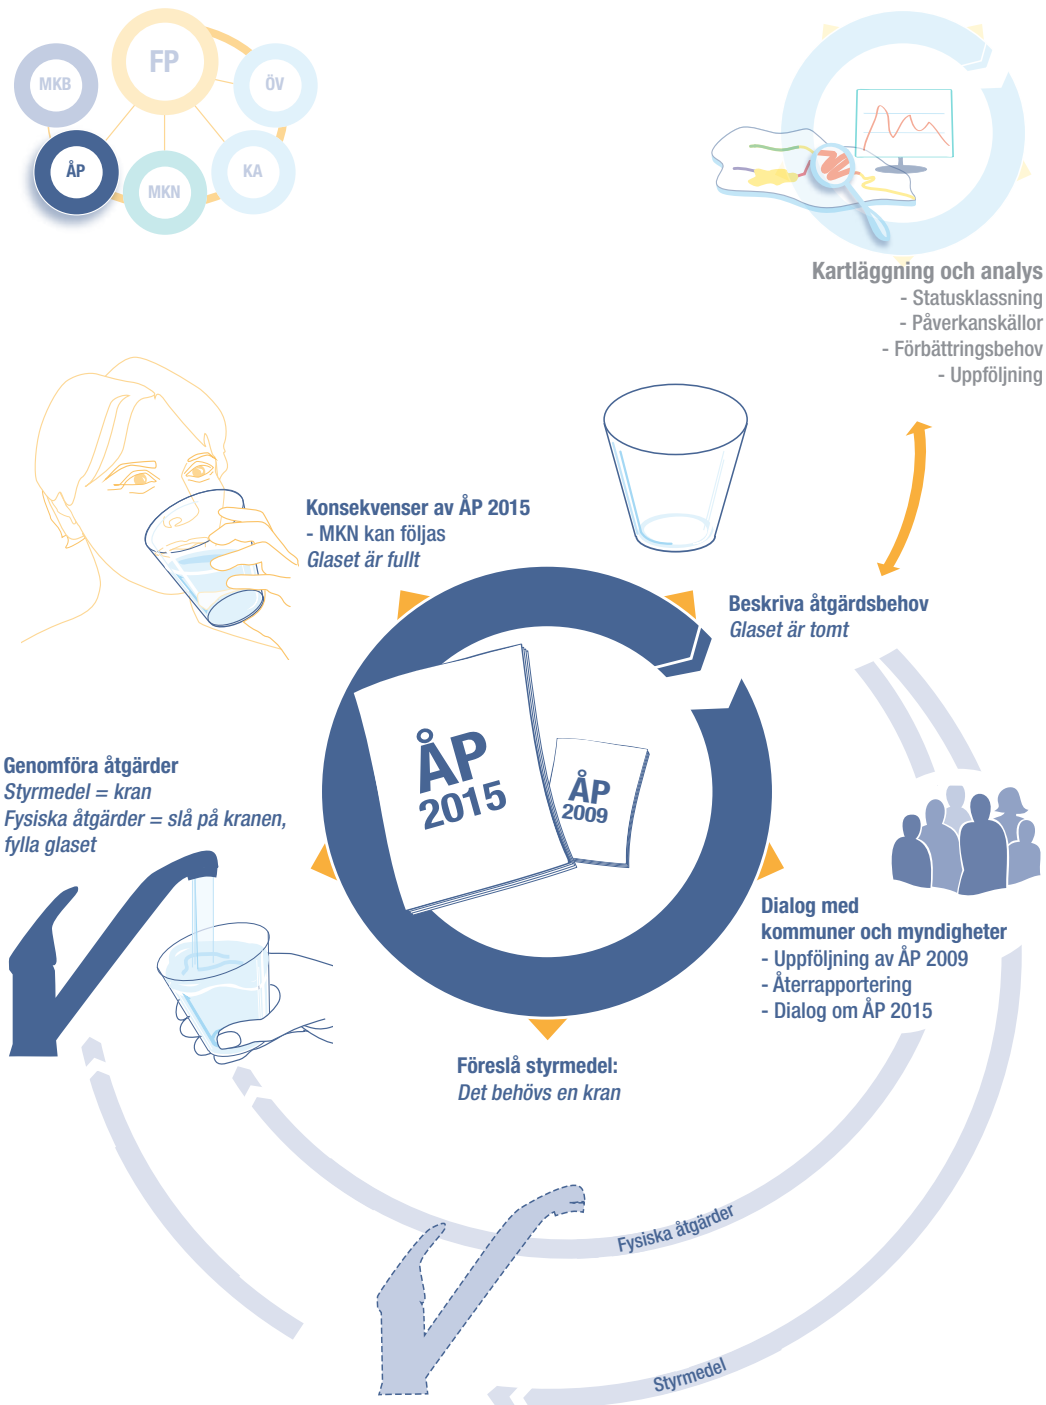 FP
MKB
ÖV
ÅP
MKN
KA
Kartläggning och analys
- Statusklassning
- Påverkanskällor
- Förbättringsbehov
- Uppföljning
Konsekvenser av ÅP 2015
- MKN kan följas
Glaset är fullt
Beskriva åtgärdsbehov
Glaset är tomt
ÅP
2015
ÅP
2009
Genomföra åtgärder
Styrmedel = kran
Fysiska åtgärder = slå på kranen,
fylla glaset
Dialog med
kommuner och myndigheter
- Uppföljning av ÅP 2009
- Återrapportering
- Dialog om ÅP 2015
Föreslå styrmedel:
Det behövs en kran
Fysiska åtgärder
Styrmedel